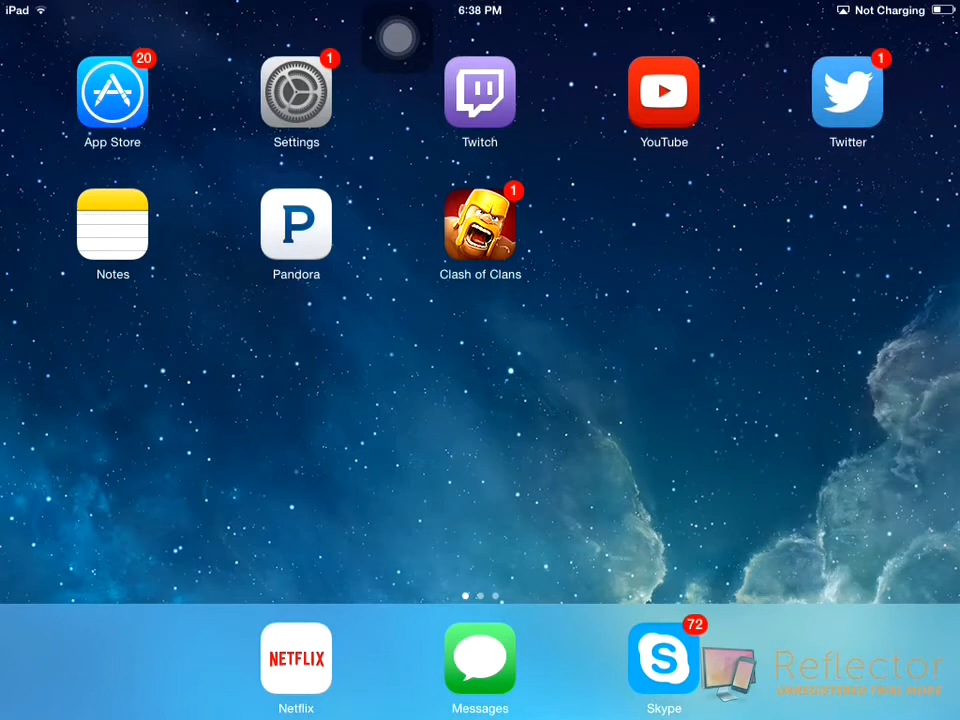 iPad 6:38 PM Not Charging
20 1 1
App Store Settings Twitch YouTube Twitter
P 1
Notes Pandora Clash of Clans
72
NETFLIX S Reflector
UNREGISTERED TRIAL MODE
Netflix Messages Skype